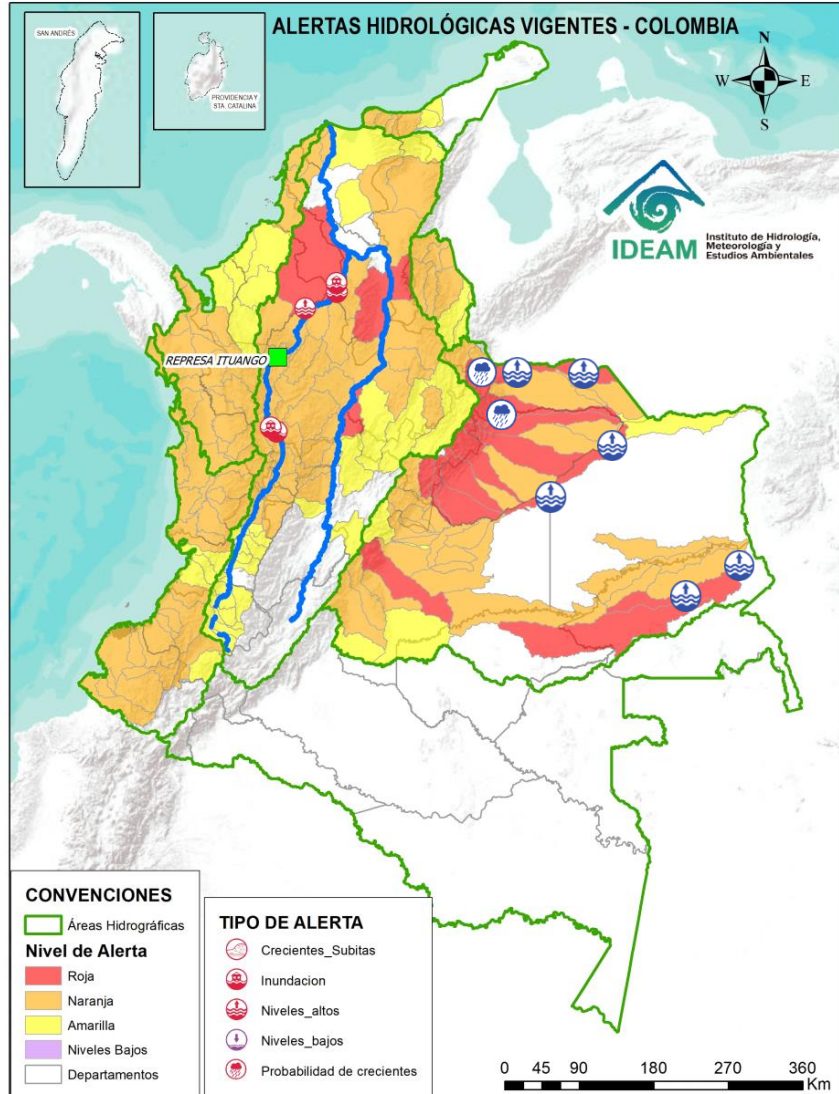 ALERTAS HIDROLÓGICAS VIGENTES - COLOMBIA
SAN ANDRÉS
PROVIDENCIA Y
STA. CATALINA
N
W
E
S
IDEAM
Instituto de Hidrología,
Meteorología y
Estudios Ambientales
REPRESA ITUANGO
CONVENCIONES
Áreas Hidrográficas
Nivel de Alerta
Roja
Naranja
Amarilla
Niveles Bajos
Departamentos
TIPO DE ALERTA
Crecientes_Subitas
Inundacion
Niveles_altos
Niveles_bajos
Probabilidad de crecientes
0 45 90 180 270 360
Km